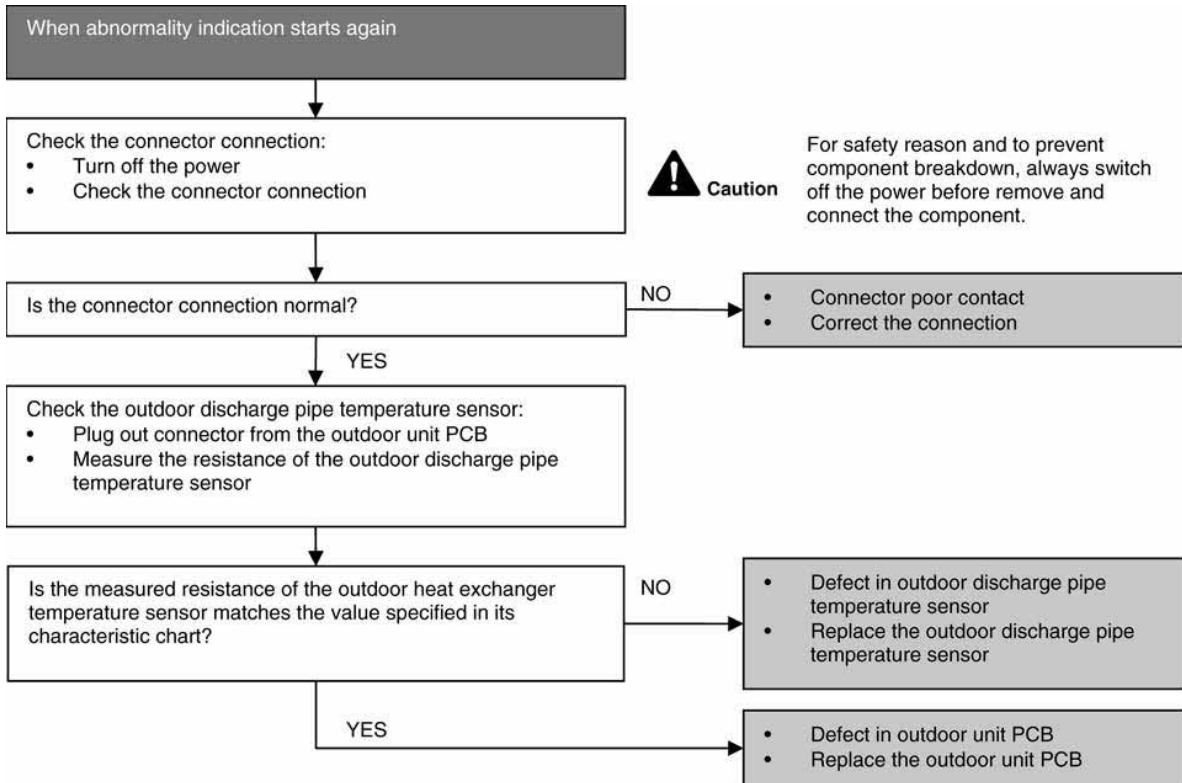 When abnormality indication starts again
Check the connector connection:
• Turn off the power
• Check the connector connection
Caution
For safety reason and to prevent
component breakdown, always switch
off the power before remove and
connect the component.
Is the connector connection normal?
NO
• Connector poor contact
• Correct the connection
YES
Check the outdoor discharge pipe temperature sensor:
• Plug out connector from the outdoor unit PCB
• Measure the resistance of the outdoor discharge pipe
temperature sensor
Is the measured resistance of the outdoor heat exchanger
temperature sensor matches the value specified in its
characteristic chart?
NO
• Defect in outdoor discharge pipe
temperature sensor
• Replace the outdoor discharge pipe
temperature sensor
YES
• Defect in outdoor unit PCB
• Replace the outdoor unit PCB